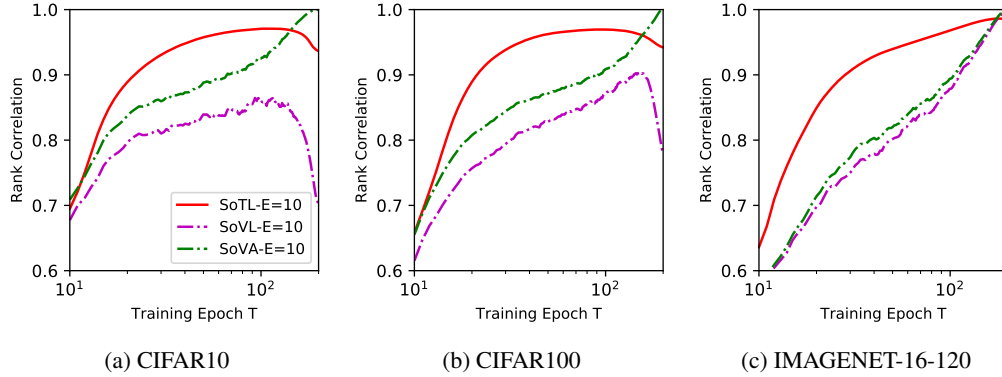 1.0
0.9
0.8
0.7
0.6
Rank Correlation
10^1
10^2
Training Epoch T
SoTL-E=10
SoVL-E=10
SoVA-E=10
(a) CIFAR10
1.0
0.9
0.8
0.7
0.6
Rank Correlation
10^1
10^2
Training Epoch T
(b) CIFAR100
1.0
0.9
0.8
0.7
0.6
Rank Correlation
10^1
10^2
Training Epoch T
(c) IMAGENET-16-120